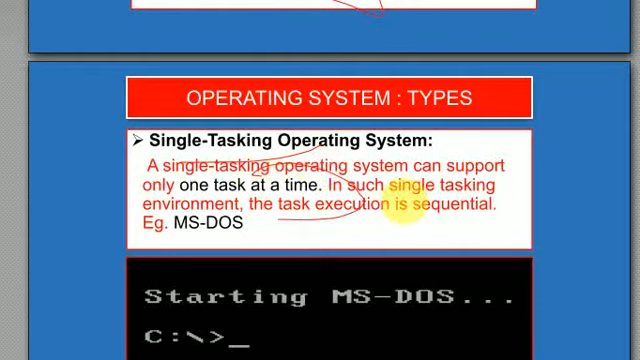 OPERATING SYSTEM : TYPES
Single-Tasking Operating System:
A single-tasking operating system can support
only one task at a time. In such single tasking
environment, the task execution is sequential.
Eg. MS-DOS
Starting MS-DOS...
C:\>_